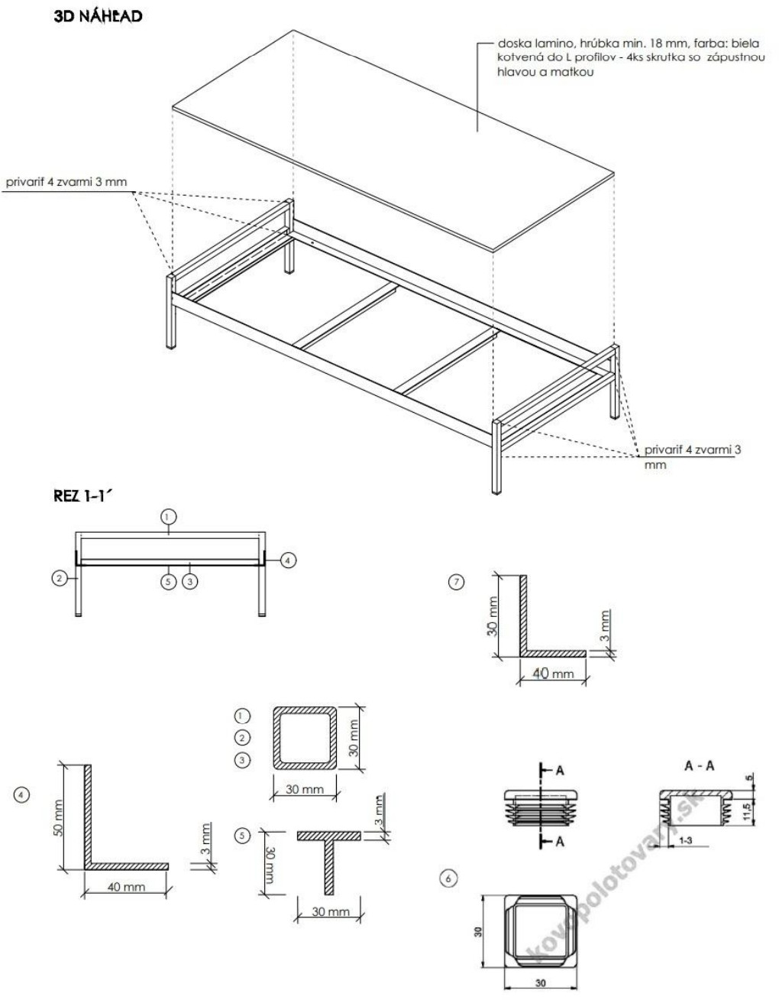 3D NÁHĽAD
doska lamino, hrúbka min. 18 mm, farba: biela
kotvená do L profilov - 4ks skrutka so zápustnou
hlavou a matkou
privariť 4 zvarmi 3 mm
privariť 4 zvarmi 3
mm
REZ 1-1´
1
4
2
5
3
7
30 mm
3 mm
40 mm
1
2
3
30 mm
30 mm
4
50 mm
3 mm
40 mm
5
3 mm
30 mm
30 mm
A
A
A - A
5
11,5
1-3
6
30
30
kovopolotovary.sk